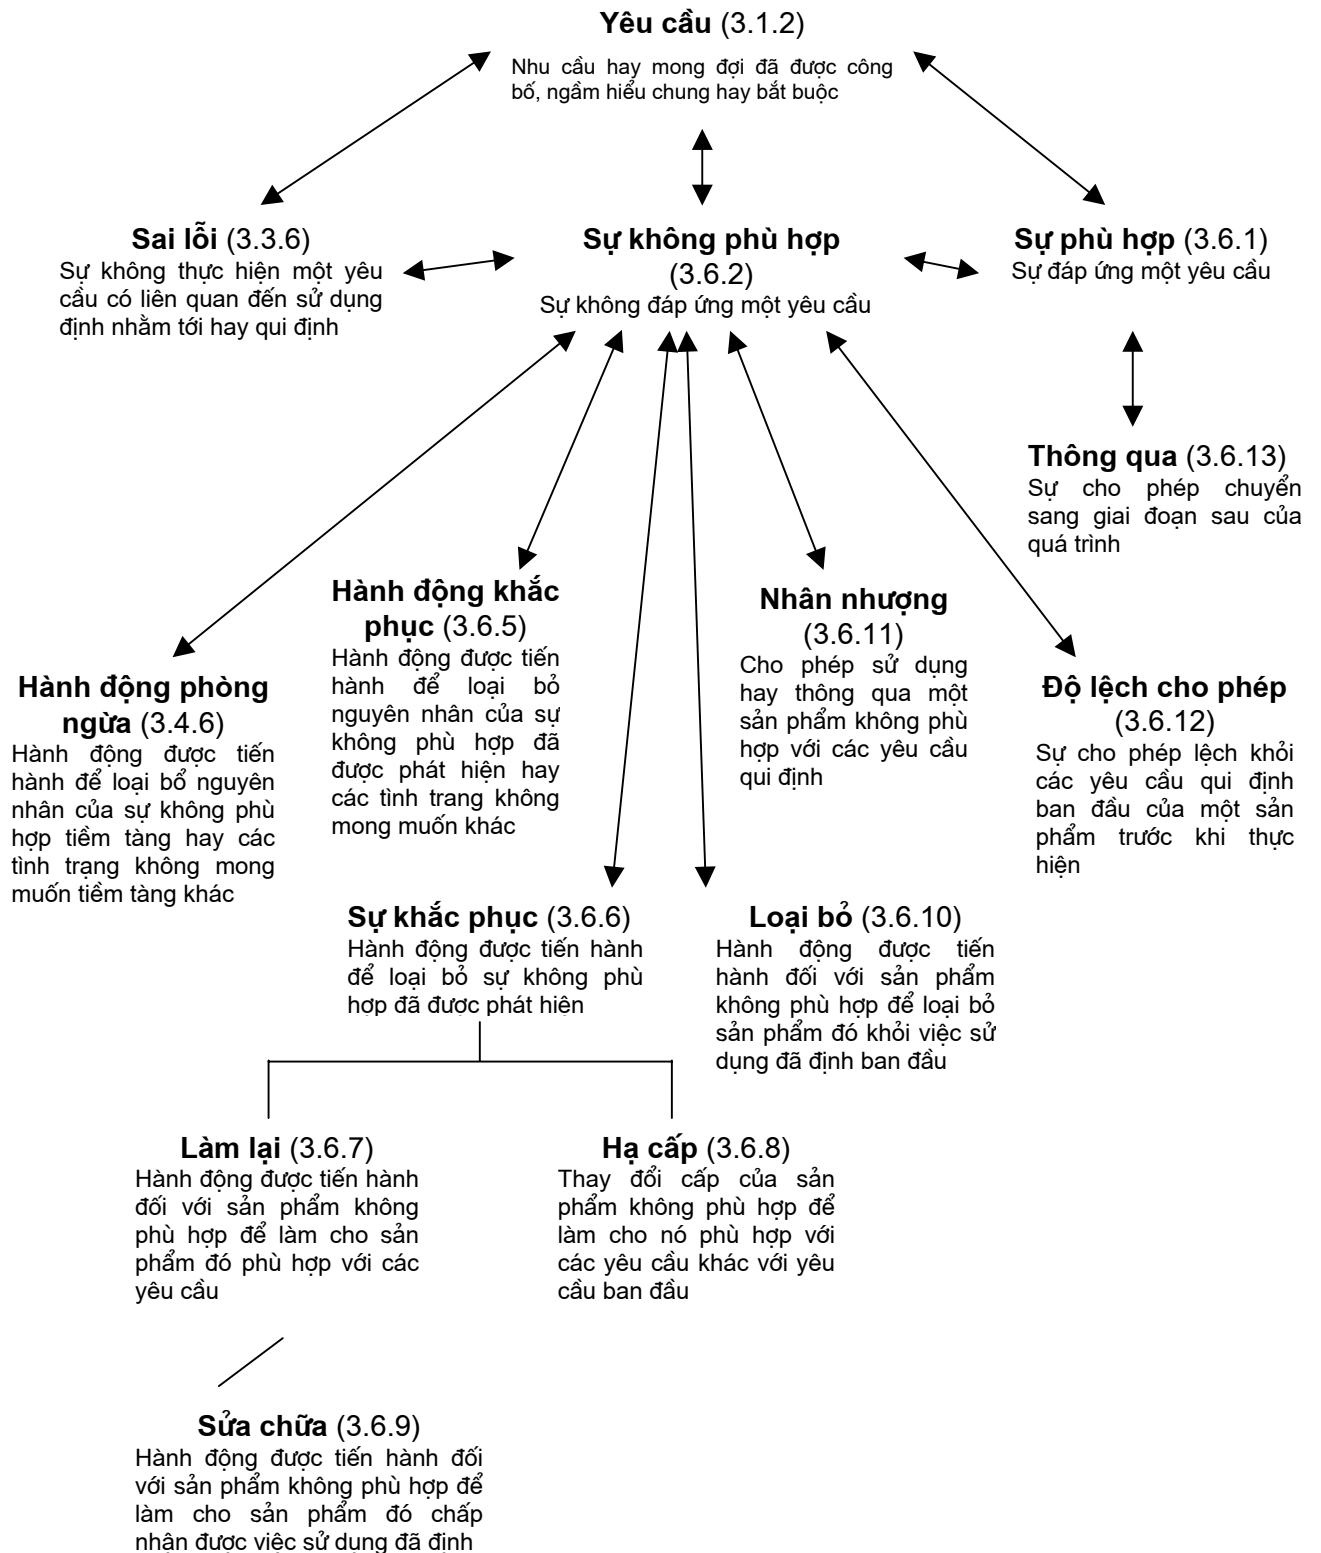 Yêu cầu (3.1.2)
Nhu cầu hay mong đợi đã được công
bố, ngầm hiểu chung hay bắt buộc
Sai lỗi (3.3.6)
Sự không thực hiện một yêu
cầu có liên quan đến sử dụng
định nhằm tới hay qui định
Sự không phù hợp
(3.6.2)
Sự không đáp ứng một yêu cầu
Sự phù hợp (3.6.1)
Sự đáp ứng một yêu cầu
Thông qua (3.6.13)
Sự cho phép chuyển
sang giai đoạn sau của
quá trình
Hành động phòng
ngừa (3.4.6)
Hành động được tiến
hành để loại bổ nguyên
nhân của sự không phù
hợp tiềm tàng hay các
tình trạng không mong
muốn tiềm tàng khác
Hành động khắc
phục (3.6.5)
Hành động được tiến
hành để loại bỏ
nguyên nhân của sự
không phù hợp đã
được phát hiện hay
các tình trang không
mong muốn khác
Nhân nhượng
(3.6.11)
Cho phép sử dụng
hay thông qua một
sản phẩm không phù
hợp với các yêu cầu
qui định
Độ lệch cho phép
(3.6.12)
Sự cho phép lệch khỏi
các yêu cầu qui định
ban đầu của một sản
phẩm trước khi thực
hiện
Sự khắc phục (3.6.6)
Hành động được tiến hành
để loại bỏ sự không phù
hợp đã được phát hiện
Loại bỏ (3.6.10)
Hành động được tiến
hành đối với sản phẩm
không phù hợp để loại bỏ
sản phẩm đó khỏi việc sử
dụng đã định ban đầu
Làm lại (3.6.7)
Hành động được tiến hành
đối với sản phẩm không
phù hợp để làm cho sản
phẩm đó phù hợp với các
yêu cầu
Hạ cấp (3.6.8)
Thay đổi cấp của sản
phẩm không phù hợp để
làm cho nó phù hợp với
các yêu cầu khác với yêu
cầu ban đầu
Sửa chữa (3.6.9)
Hành động được tiến hành đối
với sản phẩm không phù hợp để
làm cho sản phẩm đó chấp
nhận được việc sử dụng đã định